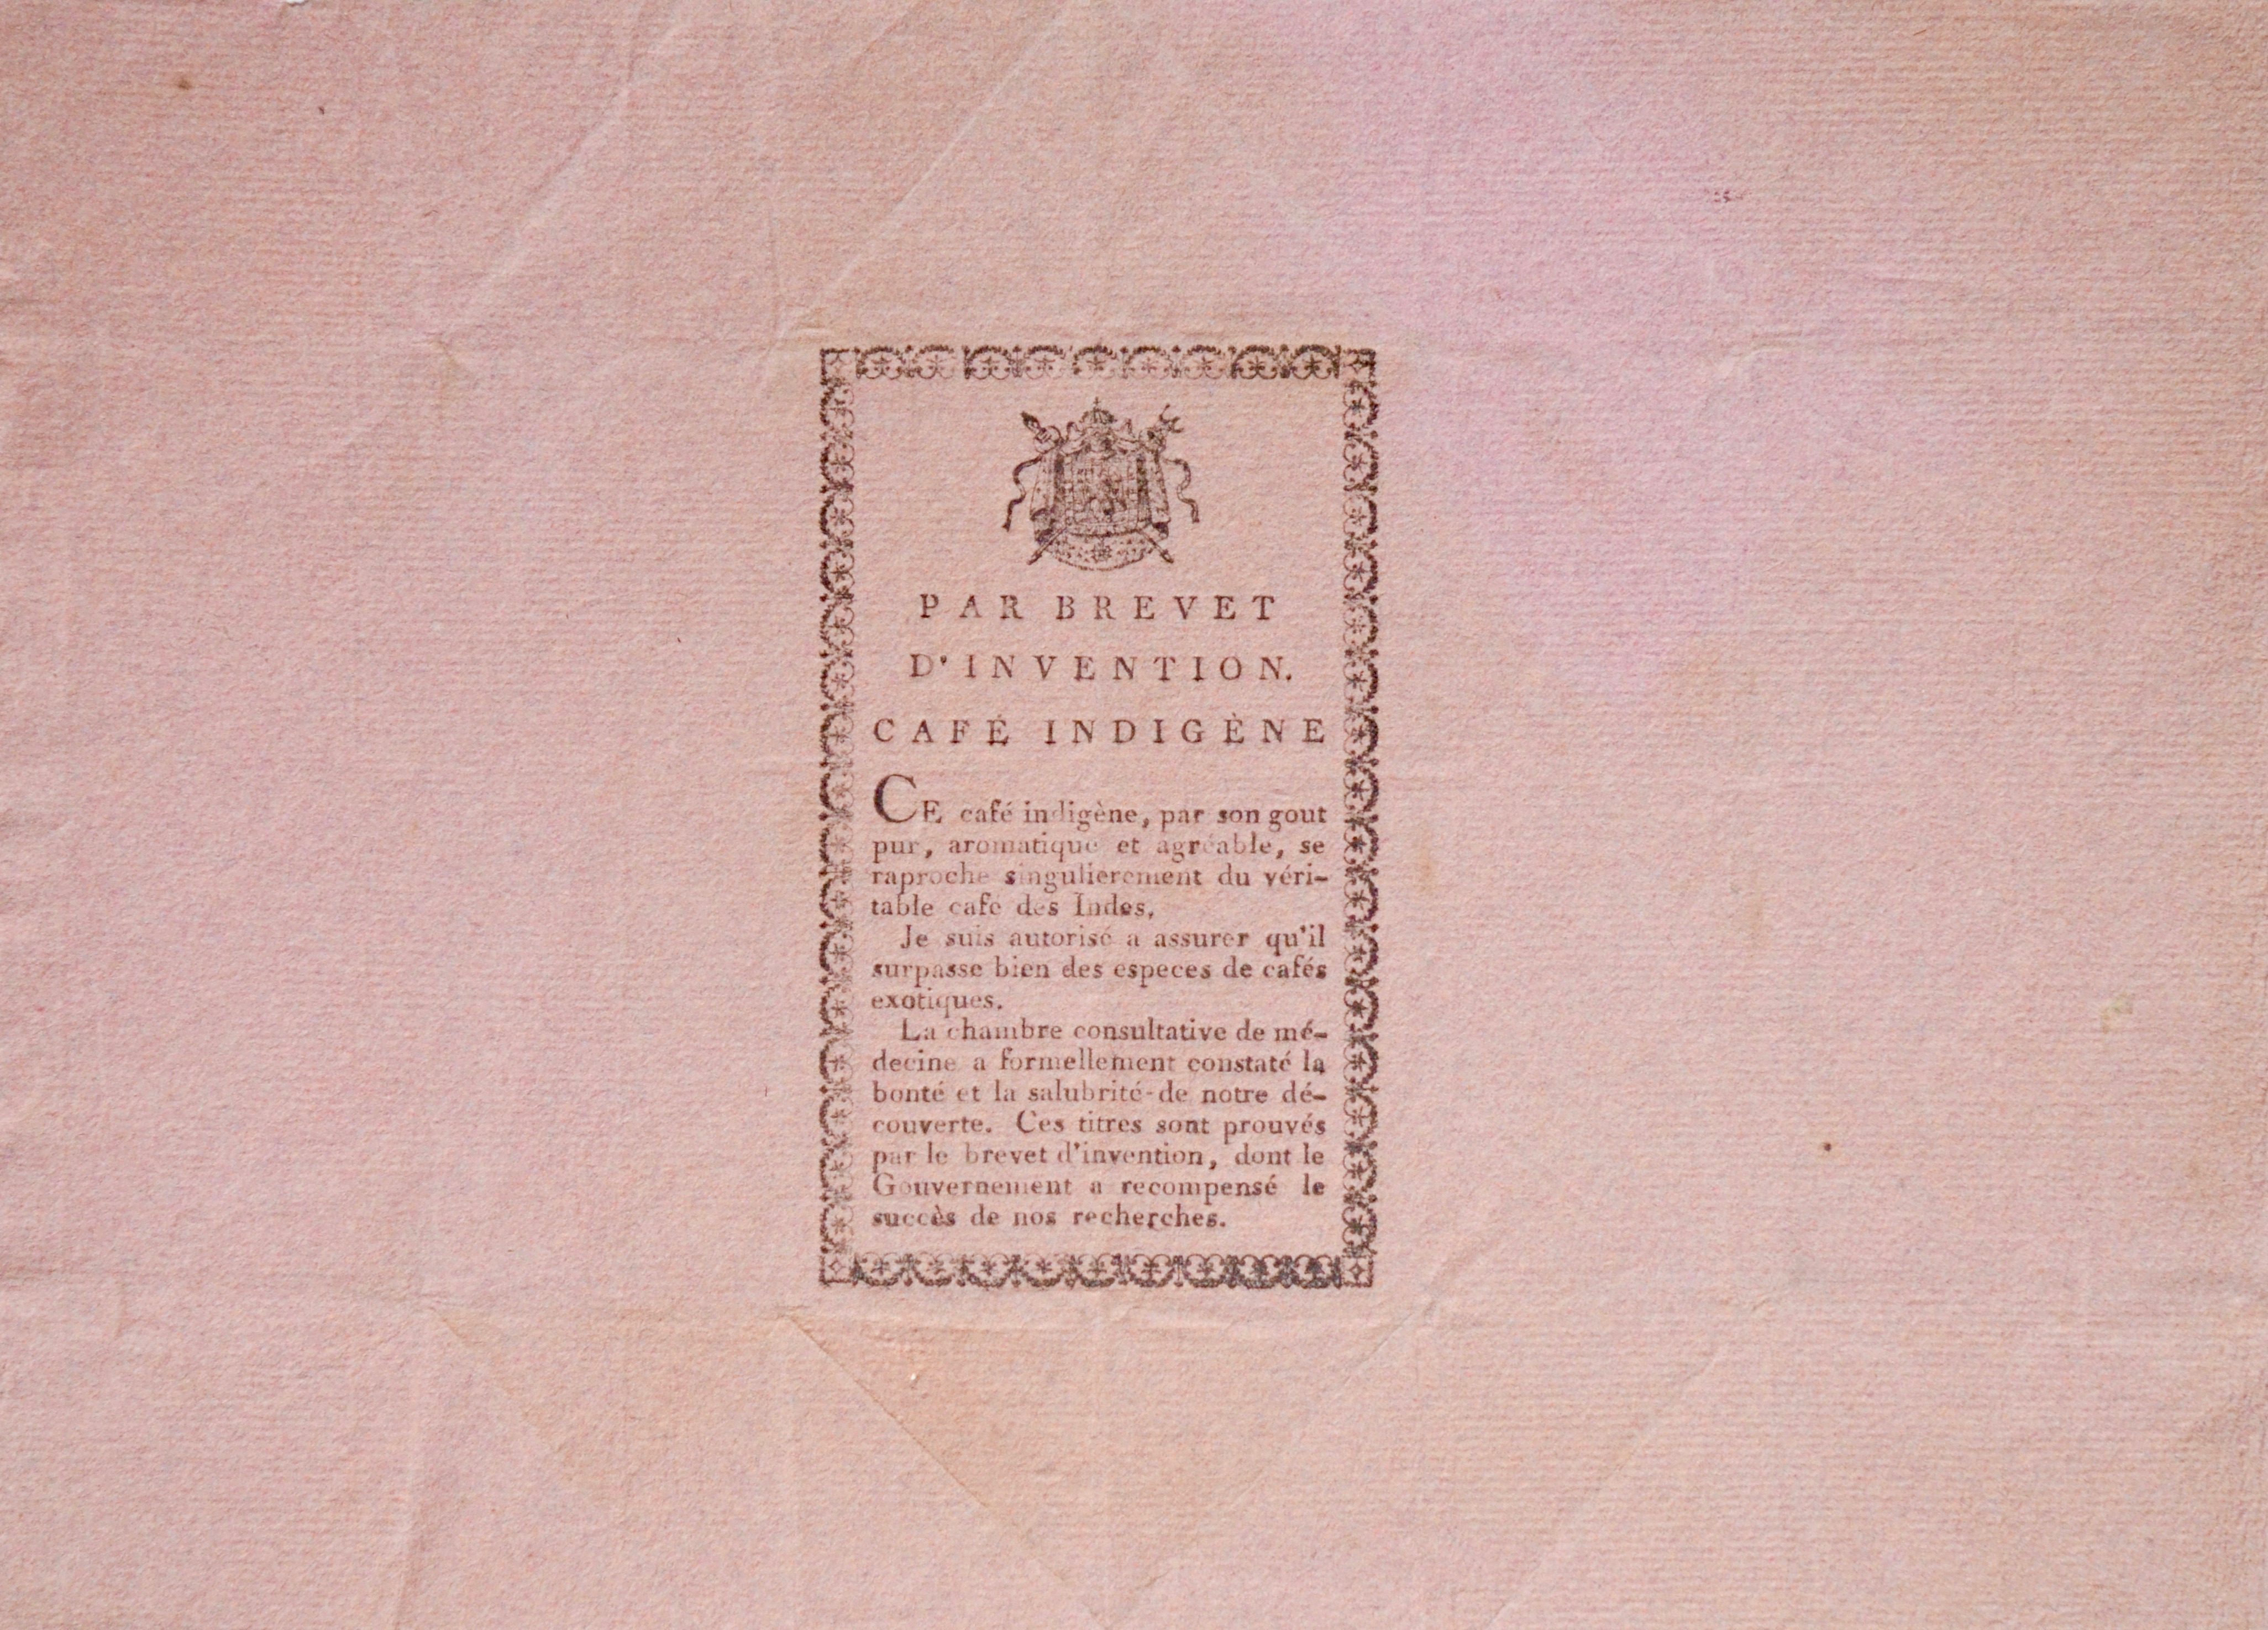 PAR BREVET
D'INVENTION.
CAFÉ INDIGÈNE
CE café indigène, par son gout
pur, aromatique et agréable, se
raproche singulierement du véri-
table café des Indes.
Je suis autorisé a assurer qu'il
surpasse bien des especes de cafés
exotiques.
La chambre consultative de mé-
decine a formellement constaté la
bonté et la salubrité-de notre dé-
couverte. Ces titres sont prouvés
par le brevet d'invention, dont le
Gouvernement a recompensé le
succès de nos recherches.